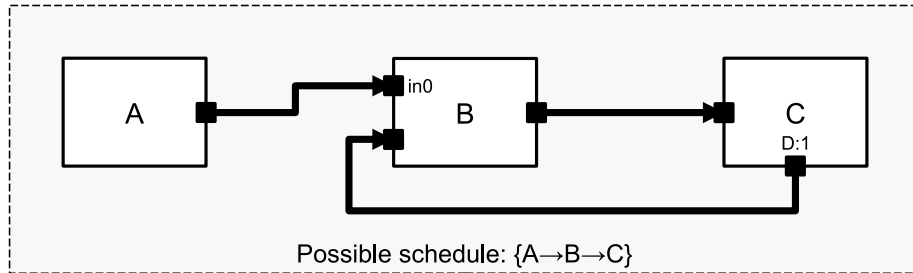 A
in0
B
C
D:1
Possible schedule: {A→B→C}